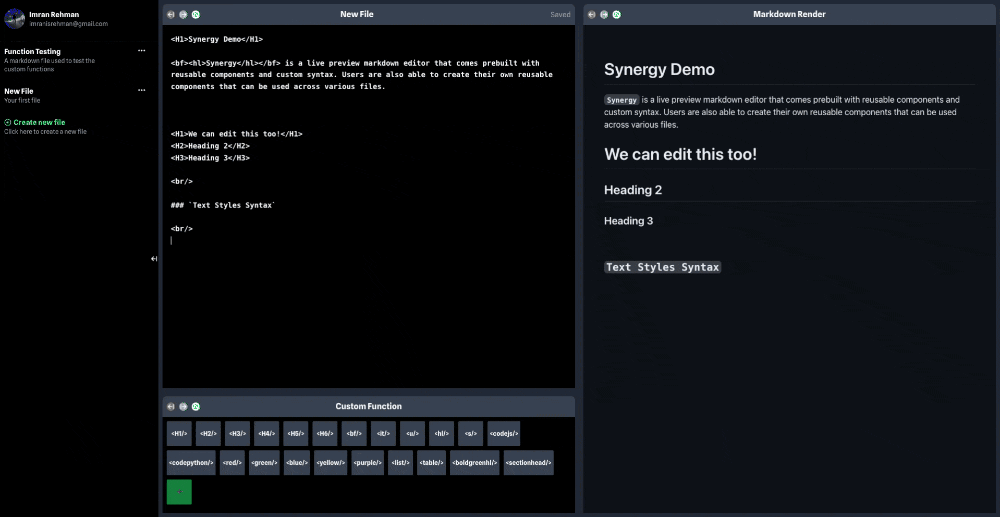 Imran Rehman
imranisrehman@gmail.com
Function Testing
A markdown file used to test the
custom functions
New File
Your first file
Create new file
Click here to create a new file
New File
Saved
<H1>Synergy Demo</H1>
<bf><hl>Synergy</hl></bf> is a live preview markdown editor that comes prebuilt with
reusable components and custom syntax. Users are also able to create their own reusable
components that can be used across various files.
<H1>We can edit this too!</H1>
<H2>Heading 2</H2>
<H3>Heading 3</H3>
<br/>
### `Text Styles Syntax`
<br/>
Custom Function
<H1/> <H2/> <H3/> <H4/> <H5/> <H6/> <bf/> <it/> <u/> <hl/> <s/> <codejs/>
<codepython/> <red/> <green/> <blue/> <yellow/> <purple/> <list/> <table/> <boldgreenhl/> <sectionhead/>
Markdown Render
Synergy Demo
Synergy is a live preview markdown editor that comes prebuilt with reusable components and
custom syntax. Users are also able to create their own reusable components that can be used
across various files.
We can edit this too!
Heading 2
Heading 3
Text Styles Syntax